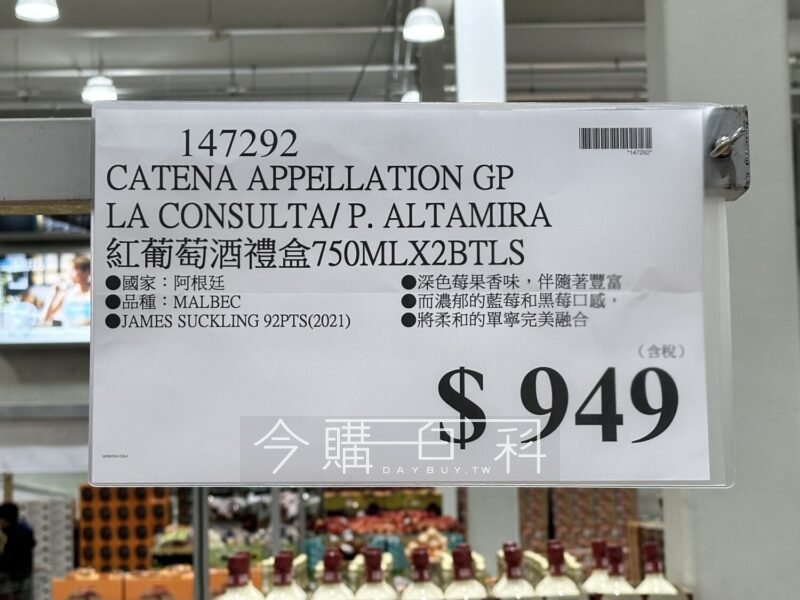 147292
*147292*
CATENA APPELLATION GP
LA CONSULTA/ P. ALTAMIRA
紅葡萄酒禮盒750MLX2BTLS
●國家：阿根廷
●品種：MALBEC
●JAMES SUCKLING 92PTS(2021)
●深色莓果香味，伴隨著豐富
●而濃郁的藍莓和黑莓口感，
●將柔和的單寧完美融合
（含稅）
$ 949
今購百科
DAYBUY.TW